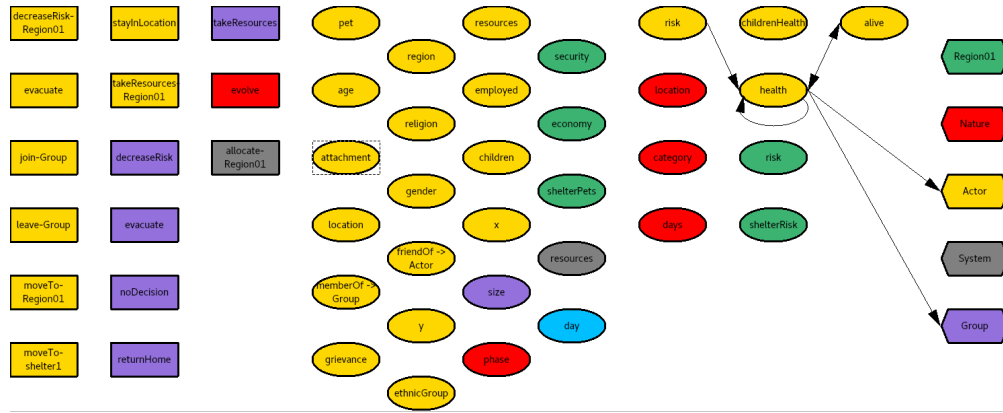 decreaseRisk-
Region01
stayInLocation
takeResources
pet
resources
risk
childrenHealth
alive
region
security
Region01
evacuate
takeResources-
Region01
evolve
age
employed
location
health
Nature
religion
economy
join-Group
decreaseRisk
allocate-
Region01
attachment
children
category
risk
Actor
gender
shelterPets
leave-Group
evacuate
location
x
days
shelterRisk
System
friendOf ->
Actor
resources
moveTo-
Region01
noDecision
memberOf ->
Group
size
Group
y
day
moveTo-
shelter1
returnHome
grievance
phase
ethnicGroup